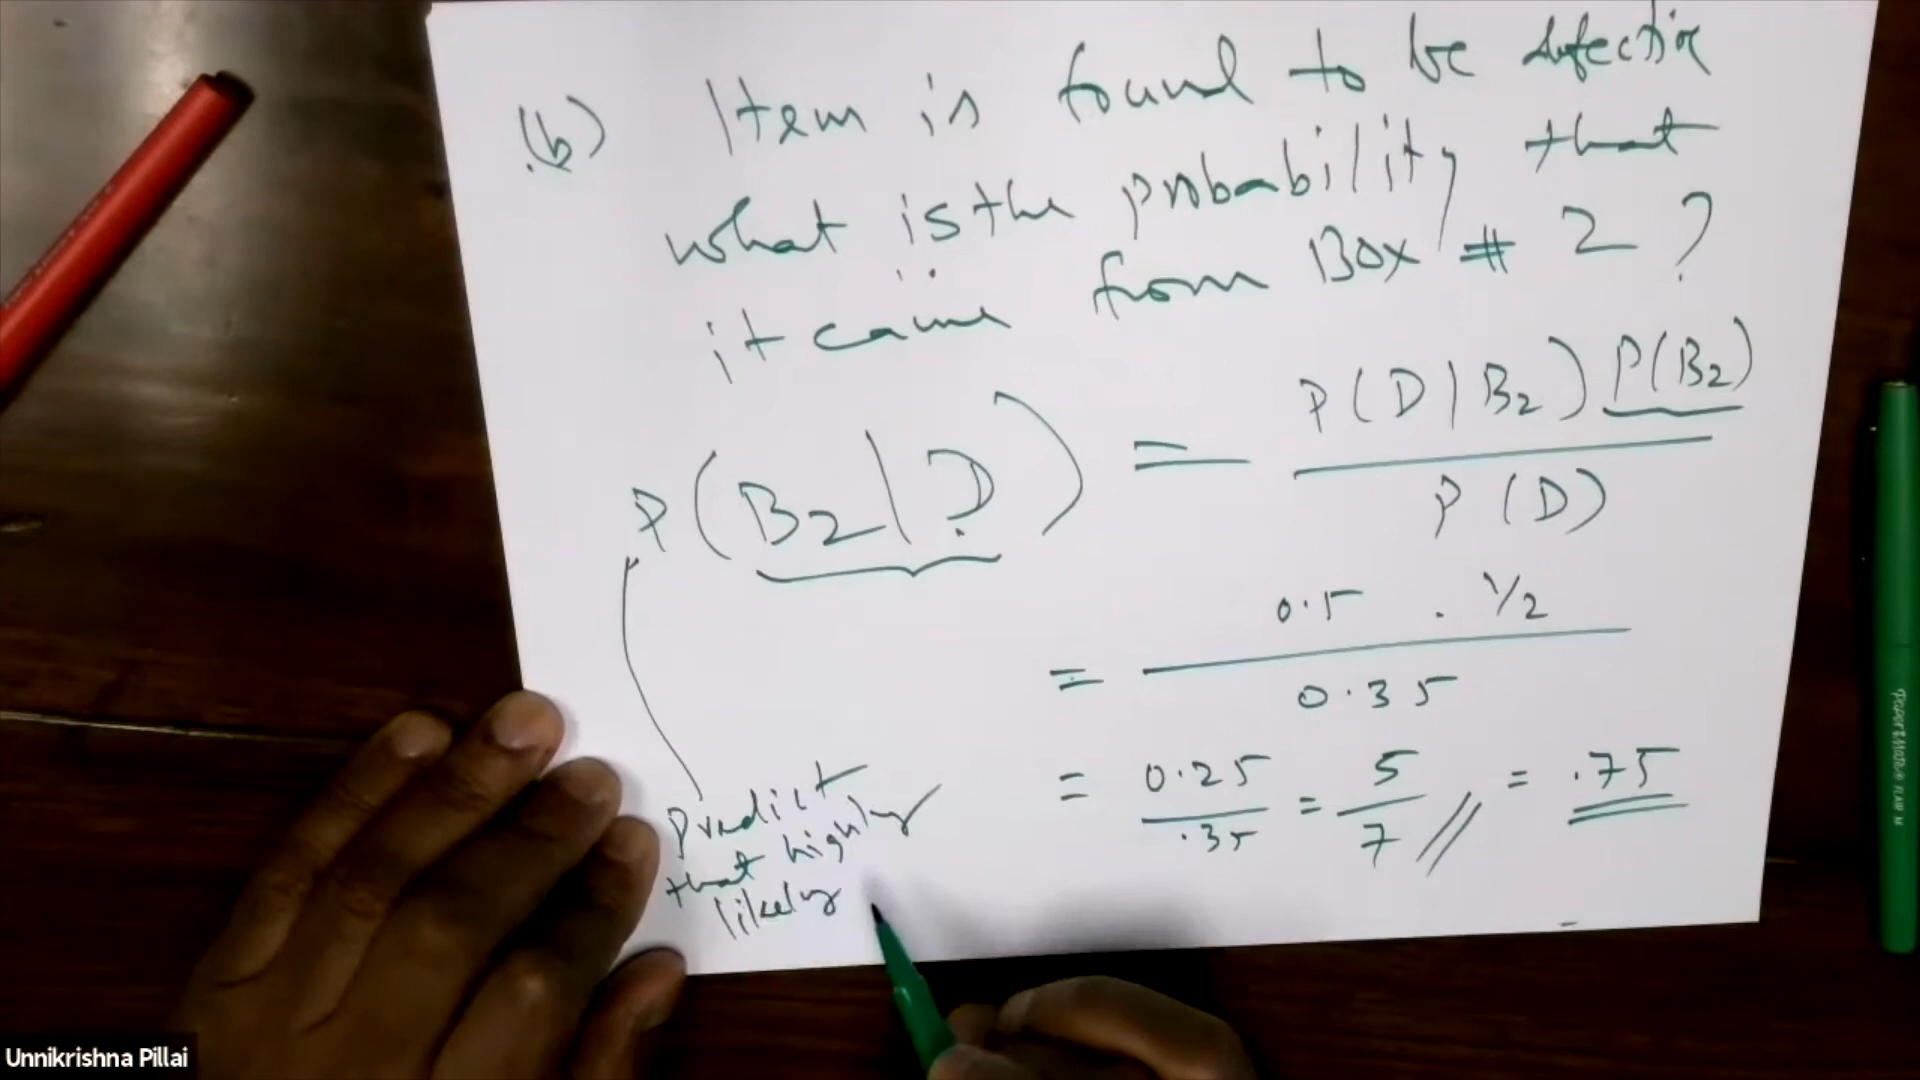 (b) Item is found to be defective
what is the probability that
it came from Box # 2 ?
P(B₂|D) = P(D|B₂) P(B₂)
P(D)
= 0.5 . 1/2
0.35
= 0.25/.35 = 5/7 = .75
Predict
that highly
likely
Unnikrishna Pillai